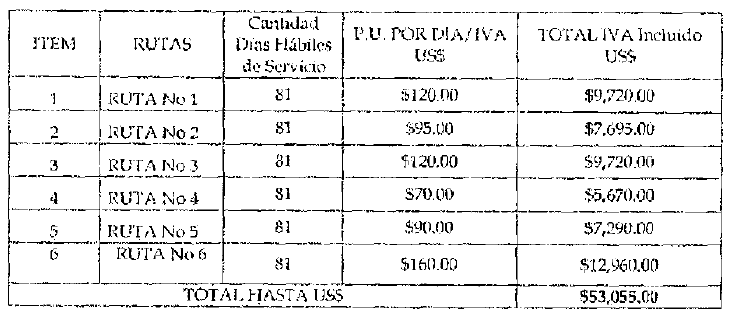 ITEM RUTAS Cantidad Días Hábiles de Servicio P.U. POR DIA/IVA US$ TOTAL IVA Incluido US$
1 RUTA No 1 81 $120.00 $9,720.00
2 RUTA No 2 81 $95.00 $7,695.00
3 RUTA No 3 81 $120.00 $9,720.00
4 RUTA No 4 81 $70.00 $5,670.00
5 RUTA No 5 81 $90.00 $7,290.00
6 RUTA No 6 81 $160.00 $12,960.00
TOTAL HASTA US$ $53,055.00